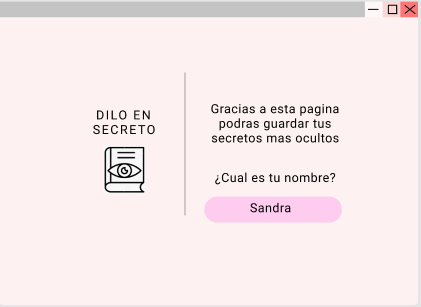 DILO EN
SECRETO
Gracias a esta pagina
podras guardar tus
secretos mas ocultos
¿Cual es tu nombre?
Sandra